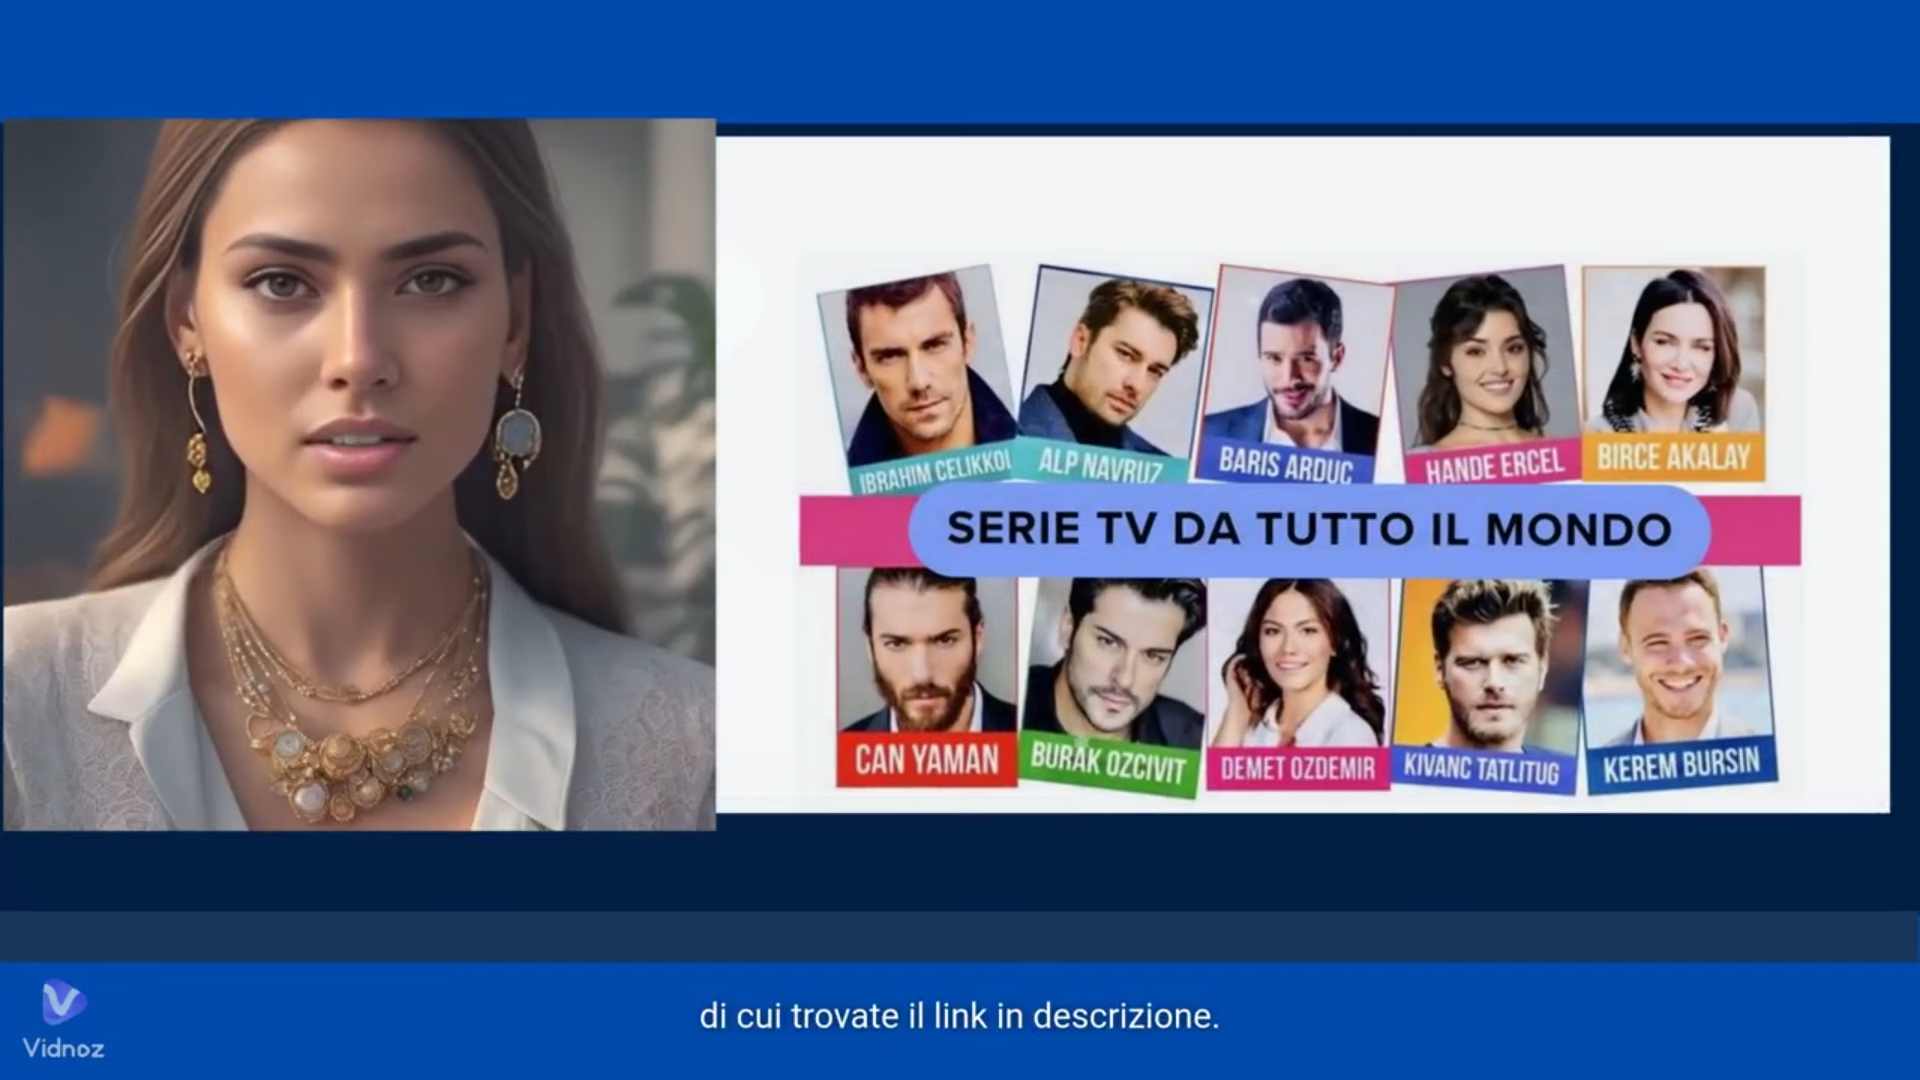 IBRAHIM CELIKKOL
ALP NAVRUZ
BARIS ARDUC
HANDE ERCEL
BIRCE AKALAY
SERIE TV DA TUTTO IL MONDO
CAN YAMAN
BURAK OZCIVIT
DEMET OZDEMIR
KIVANC TATLITUG
KEREM BURSIN
di cui trovate il link in descrizione.
Vidnoz